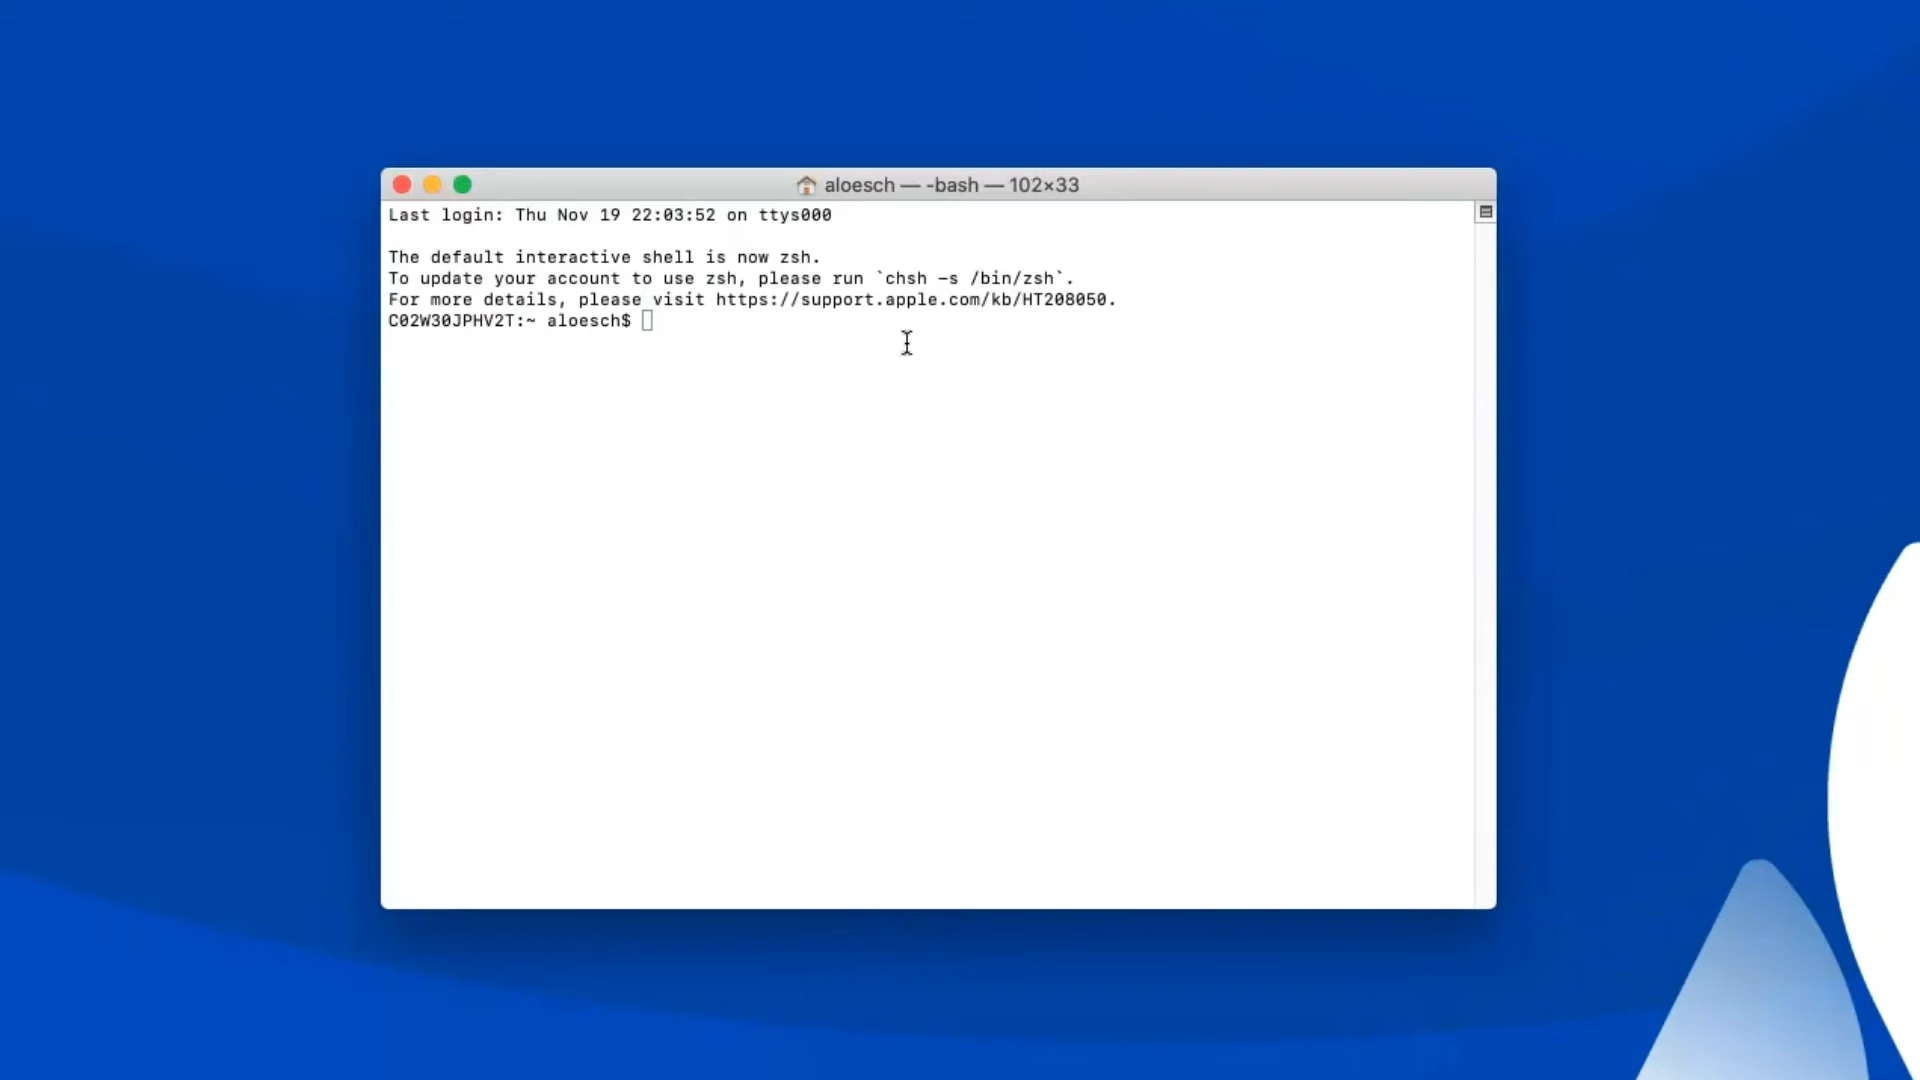 aloesch — -bash — 102×33
Last login: Thu Nov 19 22:03:52 on ttys000
The default interactive shell is now zsh.
To update your account to use zsh, please run `chsh -s /bin/zsh`.
For more details, please visit https://support.apple.com/kb/HT208050.
C02W30JPHV2T:~ aloesch$